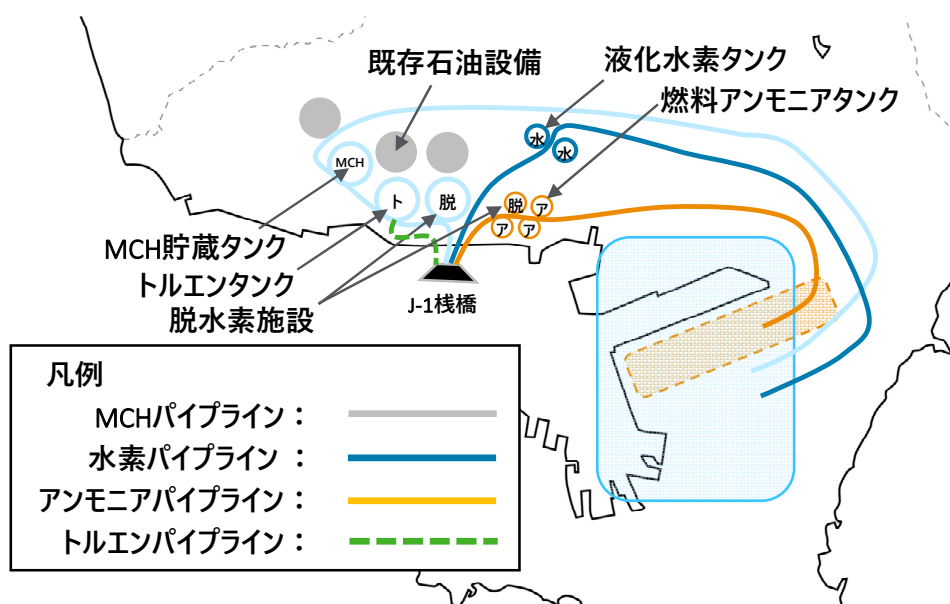 既存石油設備
液化水素タンク
燃料アンモニアタンク
水
水
MCH
ト
脱
脱
ア
ア
ア
MCH貯蔵タンク
トルエンタンク
脱水素施設
J-1桟橋
凡例
MCHパイプライン：
水素パイプライン ：
アンモニアパイプライン：
トルエンパイプライン：